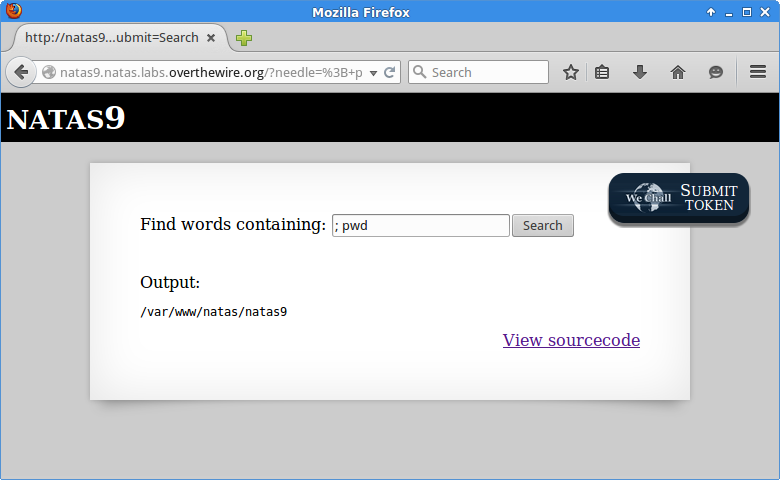 Mozilla Firefox
http://natas9...ubmit=Search
natas9.natas.labs.overthewire.org/?needle=%3B+p
Search
NATAS9
We Chall
SUBMIT
TOKEN
Find words containing: ; pwd Search
Output:
/var/www/natas/natas9
View sourcecode